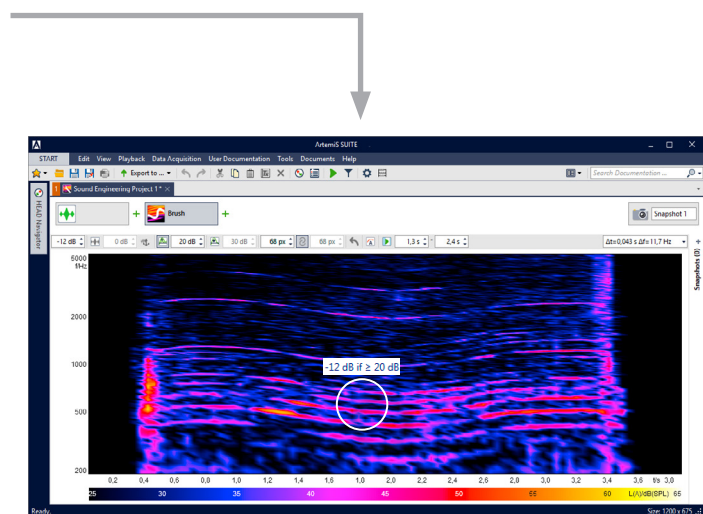 ArtemiS SUITE
START Edit View Playback Data Acquisition User Documentation Tools Documents Help
Export to ... Search Documentation ...
1 Sound Engineering Project 1 *
HEAD Navigator
Brush
Snapshot 1
-12 dB 0 dB 20 dB 30 dB 68 px 68 px 1,3 s 2,4 s Δt=0,043 s Δf=11,7 Hz
Snapshots (0)
6000
f/Hz
2000
1000
-12 dB if ≥ 20 dB
500
200
0,2 0,4 0,6 0,8 1,0 1,2 1,4 1,6 1,8 2,0 2,2 2,4 2,6 2,8 3,0 3,2 3,4 3,6 t/s 3,0
25 30 35 40 45 50 55 60 L(A)/dB(SPL) 65
Ready. Size: 1200 x 675